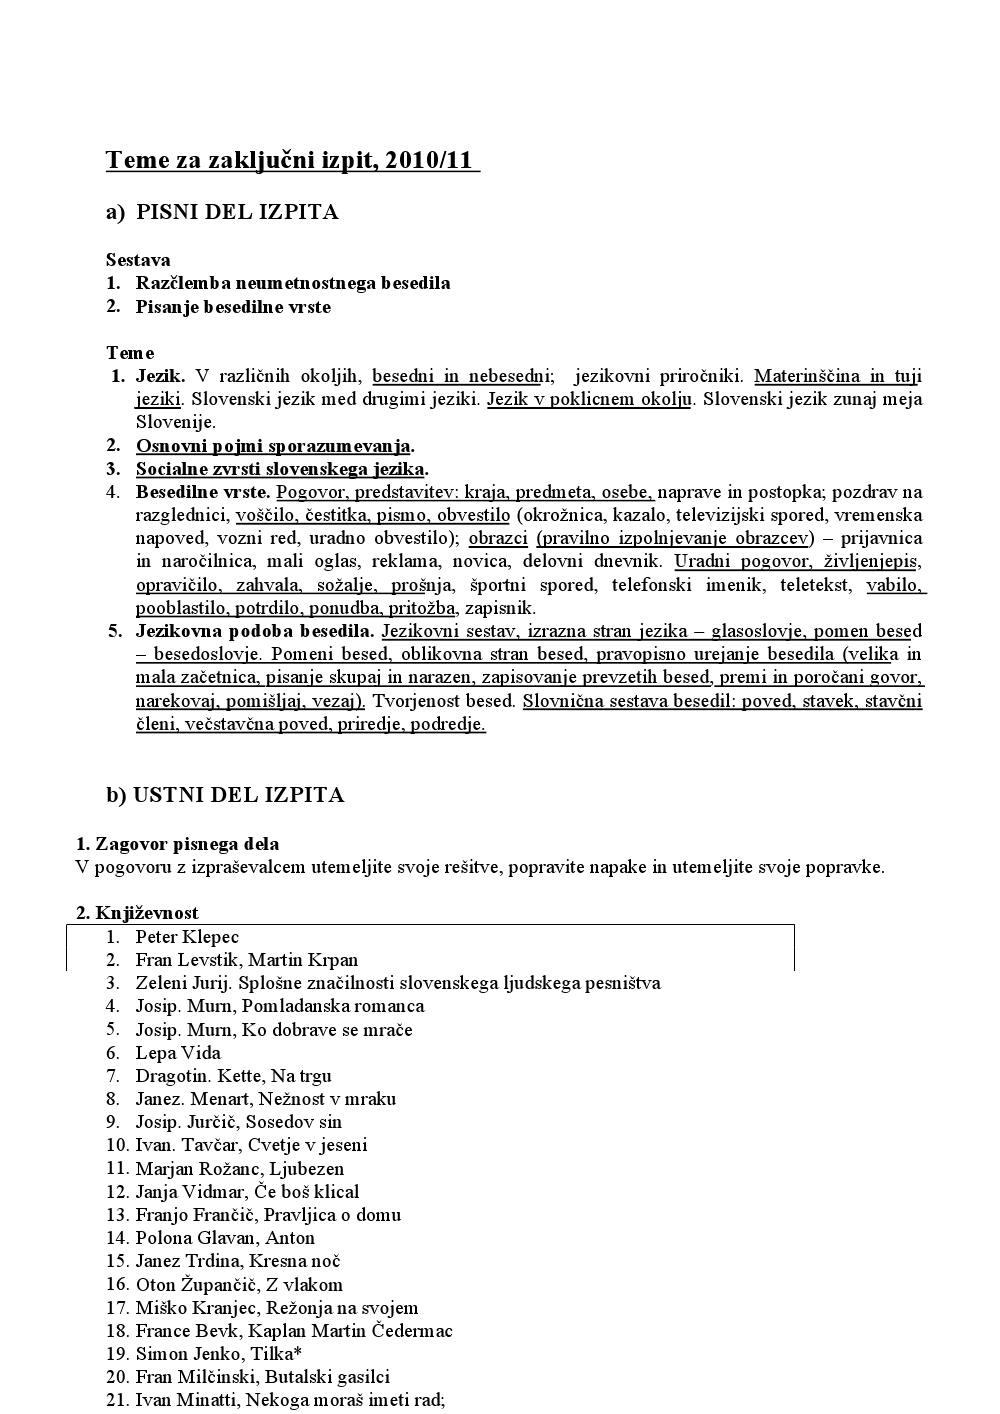 Teme za zaključni izpit, 2010/11
a) PISNI DEL IZPITA
Sestava
1. Razčlemba neumetnostnega besedila
2. Pisanje besedilne vrste
Teme
1. Jezik. V različnih okoljih, besedni in nebesedni; jezikovni priročniki. Materinščina in tuji
jeziki. Slovenski jezik med drugimi jeziki. Jezik v poklicnem okolju. Slovenski jezik zunaj meja
Slovenije.
2. Osnovni pojmi sporazumevanja.
3. Socialne zvrsti slovenskega jezika.
4. Besedilne vrste. Pogovor, predstavitev: kraja, predmeta, osebe, naprave in postopka; pozdrav na
razglednici, voščilo, čestitka, pismo, obvestilo (okrožnica, kazalo, televizijski spored, vremenska
napoved, vozni red, uradno obvestilo); obrazci (pravilno izpolnjevanje obrazcev) – prijavnica
in naročilnica, mali oglas, reklama, novica, delovni dnevnik. Uradni pogovor, življenjepis,
opravičilo, zahvala, sožalje, prošnja, športni spored, telefonski imenik, teletekst, vabilo,
pooblastilo, potrdilo, ponudba, pritožba, zapisnik.
5. Jezikovna podoba besedila. Jezikovni sestav, izrazna stran jezika – glasoslovje, pomen besed
– besedoslovje. Pomeni besed, oblikovna stran besed, pravopisno urejanje besedila (velika in
mala začetnica, pisanje skupaj in narazen, zapisovanje prevzetih besed, premi in poročani govor,
narekovaj, pomišljaj, vezaj). Tvorjenost besed. Slovnična sestava besedil: poved, stavek, stavčni
členi, večstavčna poved, priredje, podredje.
b) USTNI DEL IZPITA
1. Zagovor pisnega dela
V pogovoru z izpraševalcem utemeljite svoje rešitve, popravite napake in utemeljite svoje popravke.
2. Književnost
1. Peter Klepec
2. Fran Levstik, Martin Krpan
3. Zeleni Jurij. Splošne značilnosti slovenskega ljudskega pesništva
4. Josip. Murn, Pomladanska romanca
5. Josip. Murn, Ko dobrave se mrače
6. Lepa Vida
7. Dragotin. Kette, Na trgu
8. Janez. Menart, Nežnost v mraku
9. Josip. Jurčič, Sosedov sin
10. Ivan. Tavčar, Cvetje v jeseni
11. Marjan Rožanc, Ljubezen
12. Janja Vidmar, Če boš klical
13. Franjo Frančič, Pravljica o domu
14. Polona Glavan, Anton
15. Janez Trdina, Kresna noč
16. Oton Župančič, Z vlakom
17. Miško Kranjec, Režonja na svojem
18. France Bevk, Kaplan Martin Čedermac
19. Simon Jenko, Tilka*
20. Fran Milčinski, Butalski gasilci
21. Ivan Minatti, Nekoga moraš imeti rad;